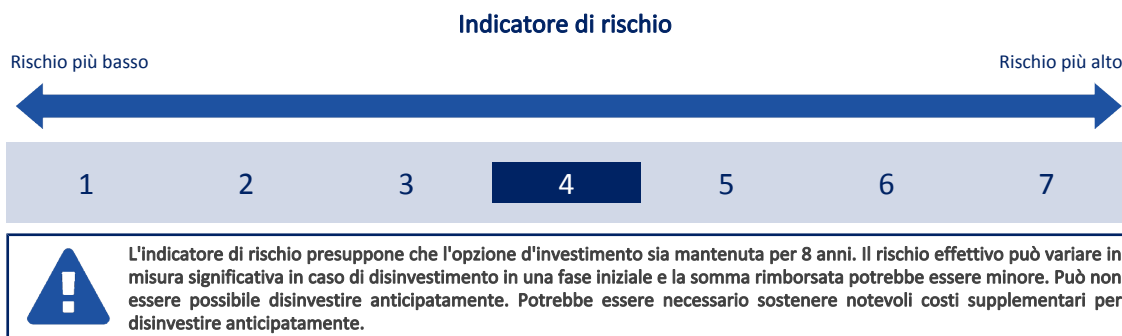 Indicatore di rischio
Rischio più basso
Rischio più alto
1 2 3 4 5 6 7
L'indicatore di rischio presuppone che l'opzione d'investimento sia mantenuta per 8 anni. Il rischio effettivo può variare in
misura significativa in caso di disinvestimento in una fase iniziale e la somma rimborsata potrebbe essere minore. Può non
essere possibile disinvestire anticipatamente. Potrebbe essere necessario sostenere notevoli costi supplementari per
disinvestire anticipatamente.